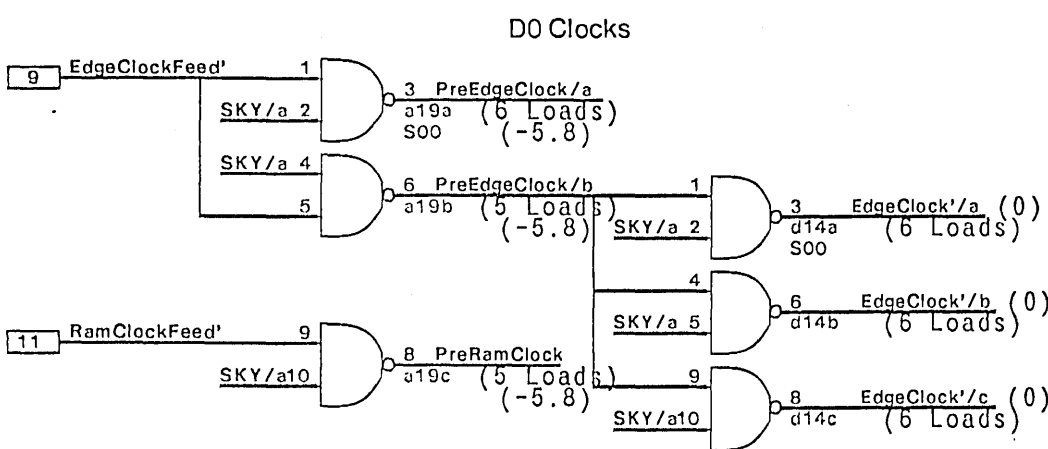 D0 Clocks
9 EdgeClockFeed' 1
SKY/a 2
3 PreEdgeClock/a
a19a (6 Loads)
S00 (-5.8)
SKY/a 4
5
6 PreEdgeClock/b
a19b (5 Loads)
(-5.8)
1
SKY/a 2
3 EdgeClock'/a (0)
d14a (6 Loads)
S00
4
SKY/a 5
6 EdgeClock'/b (0)
d14b (6 Loads)
11 RamClockFeed' 9
SKY/a10
8 PreRamClock
a19c (5 Loads)
(-5.8)
9
SKY/a10
8 EdgeClock'/c (0)
d14c (6 Loads)